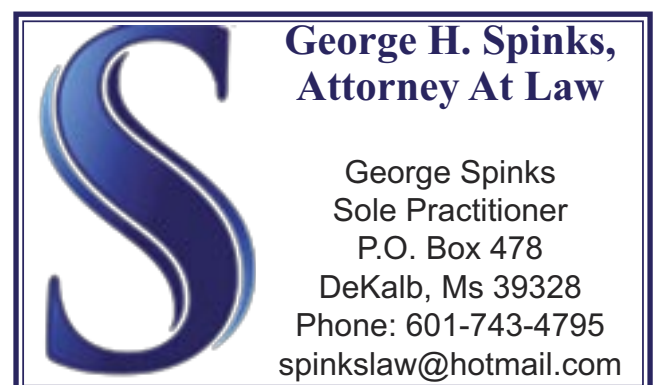 S
George H. Spinks,
Attorney At Law
George Spinks
Sole Practitioner
P.O. Box 478
DeKalb, Ms 39328
Phone: 601-743-4795
spinkslaw@hotmail.com